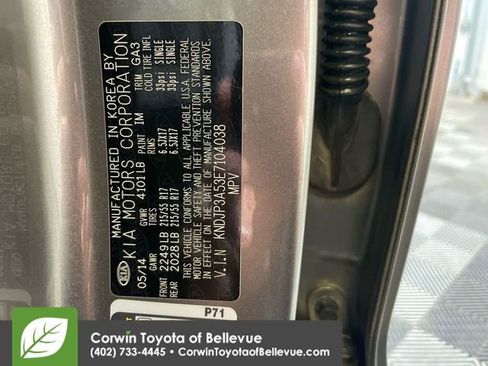 MANUFACTURED IN KOREA BY
KIA KIA MOTORS CORPORATION
05/14 GVWR 4101LB PAINT IM TRIM GA3
GAWR TIRES RIMS COLD TIRE INFL
FRONT 2249LB 215/55 R17 6.5JX17 33psi SINGLE
REAR 2028LB 215/55 R17 6.5JX17 33psi SINGLE
THIS VEHICLE CONFORMS TO ALL APPLICABLE U.S.A. FEDERAL
MOTOR VEHICLE SAFETY AND THEFT PREVENTION STANDARDS
IN EFFECT ON THE DATE OF MANUFACTURE SHOWN ABOVE.
V.I.N: KNDJP3A53E7104038
MPV
P71
Corwin Toyota of Bellevue
(402) 733-4445 • CorwinToyotaofBellevue.com